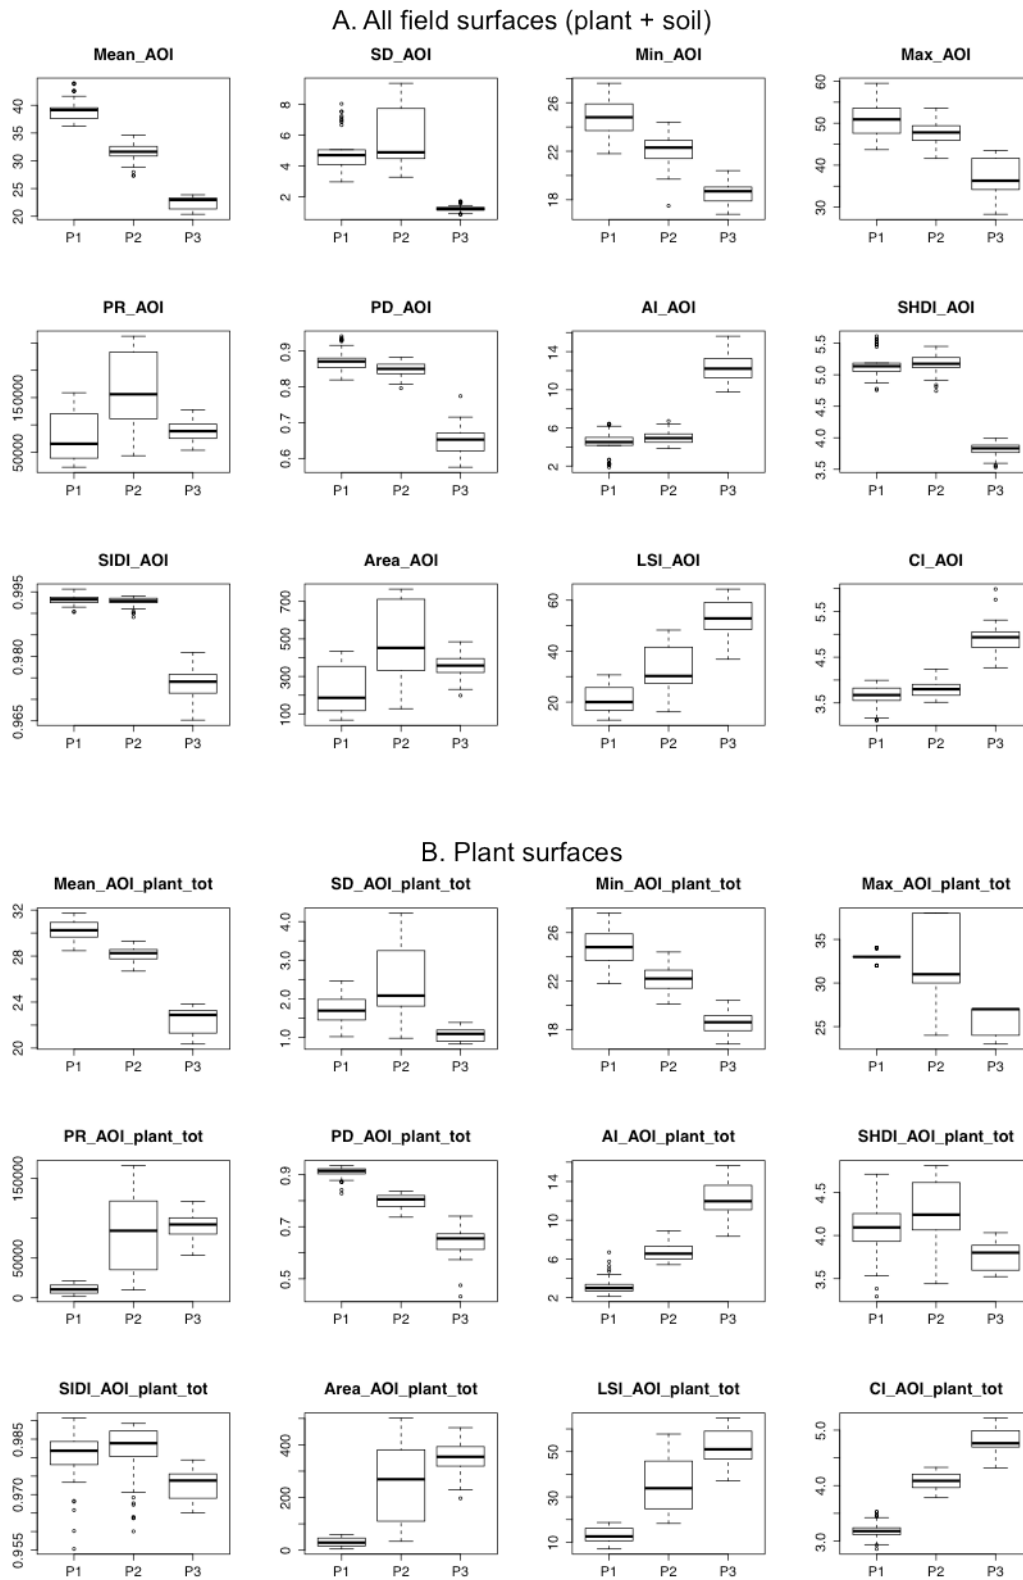 A. All field surfaces (plant + soil)
Mean_AOI SD_AOI Min_AOI Max_AOI
20 25 30 35 40
2 4 6 8
18 22 26
30 40 50 60
P1 P2 P3 P1 P2 P3 P1 P2 P3 P1 P2 P3
PR_AOI PD_AOI AI_AOI SHDI_AOI
50000 150000
0.6 0.7 0.8 0.9
2 6 10 14
3.5 4.0 4.5 5.0 5.5
P1 P2 P3 P1 P2 P3 P1 P2 P3 P1 P2 P3
SIDI_AOI Area_AOI LSI_AOI CI_AOI
0.965 0.980 0.995
100 300 500 700
20 40 60
3.5 4.5 5.5
P1 P2 P3 P1 P2 P3 P1 P2 P3 P1 P2 P3
B. Plant surfaces
Mean_AOI_plant_tot SD_AOI_plant_tot Min_AOI_plant_tot Max_AOI_plant_tot
20 24 28 32
1.0 2.0 3.0 4.0
18 22 26
25 30 35
P1 P2 P3 P1 P2 P3 P1 P2 P3 P1 P2 P3
PR_AOI_plant_tot PD_AOI_plant_tot AI_AOI_plant_tot SHDI_AOI_plant_tot
0 50000 150000
0.5 0.7 0.9
2 6 10 14
3.5 4.0 4.5
P1 P2 P3 P1 P2 P3 P1 P2 P3 P1 P2 P3
SIDI_AOI_plant_tot Area_AOI_plant_tot LSI_AOI_plant_tot CI_AOI_plant_tot
0.955 0.970 0.985
0 200 400
10 30 50
3.0 4.0 5.0
P1 P2 P3 P1 P2 P3 P1 P2 P3 P1 P2 P3